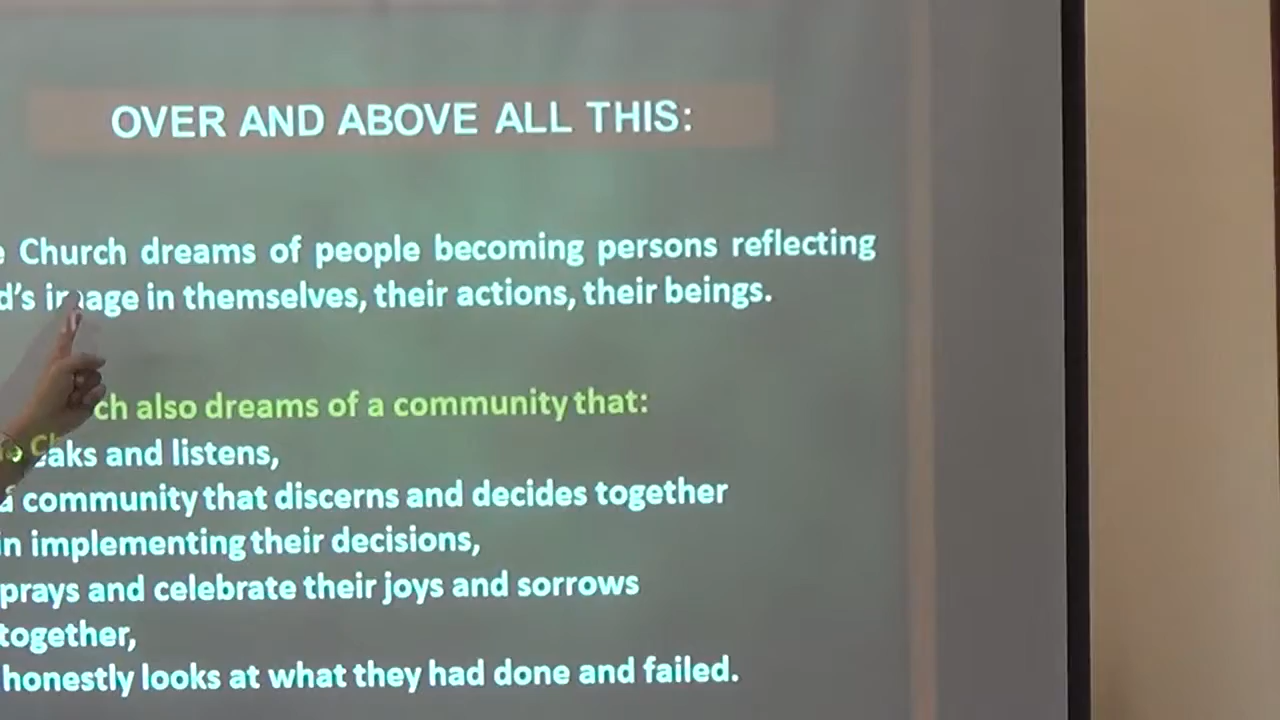 OVER AND ABOVE ALL THIS:
Church dreams of people becoming persons reflecting
image in themselves, their actions, their beings.
also dreams of a community that:
and listens,
a community that discerns and decides together
in implementing their decisions,
prays and celebrate their joys and sorrows
together,
honestly looks at what they had done and failed.